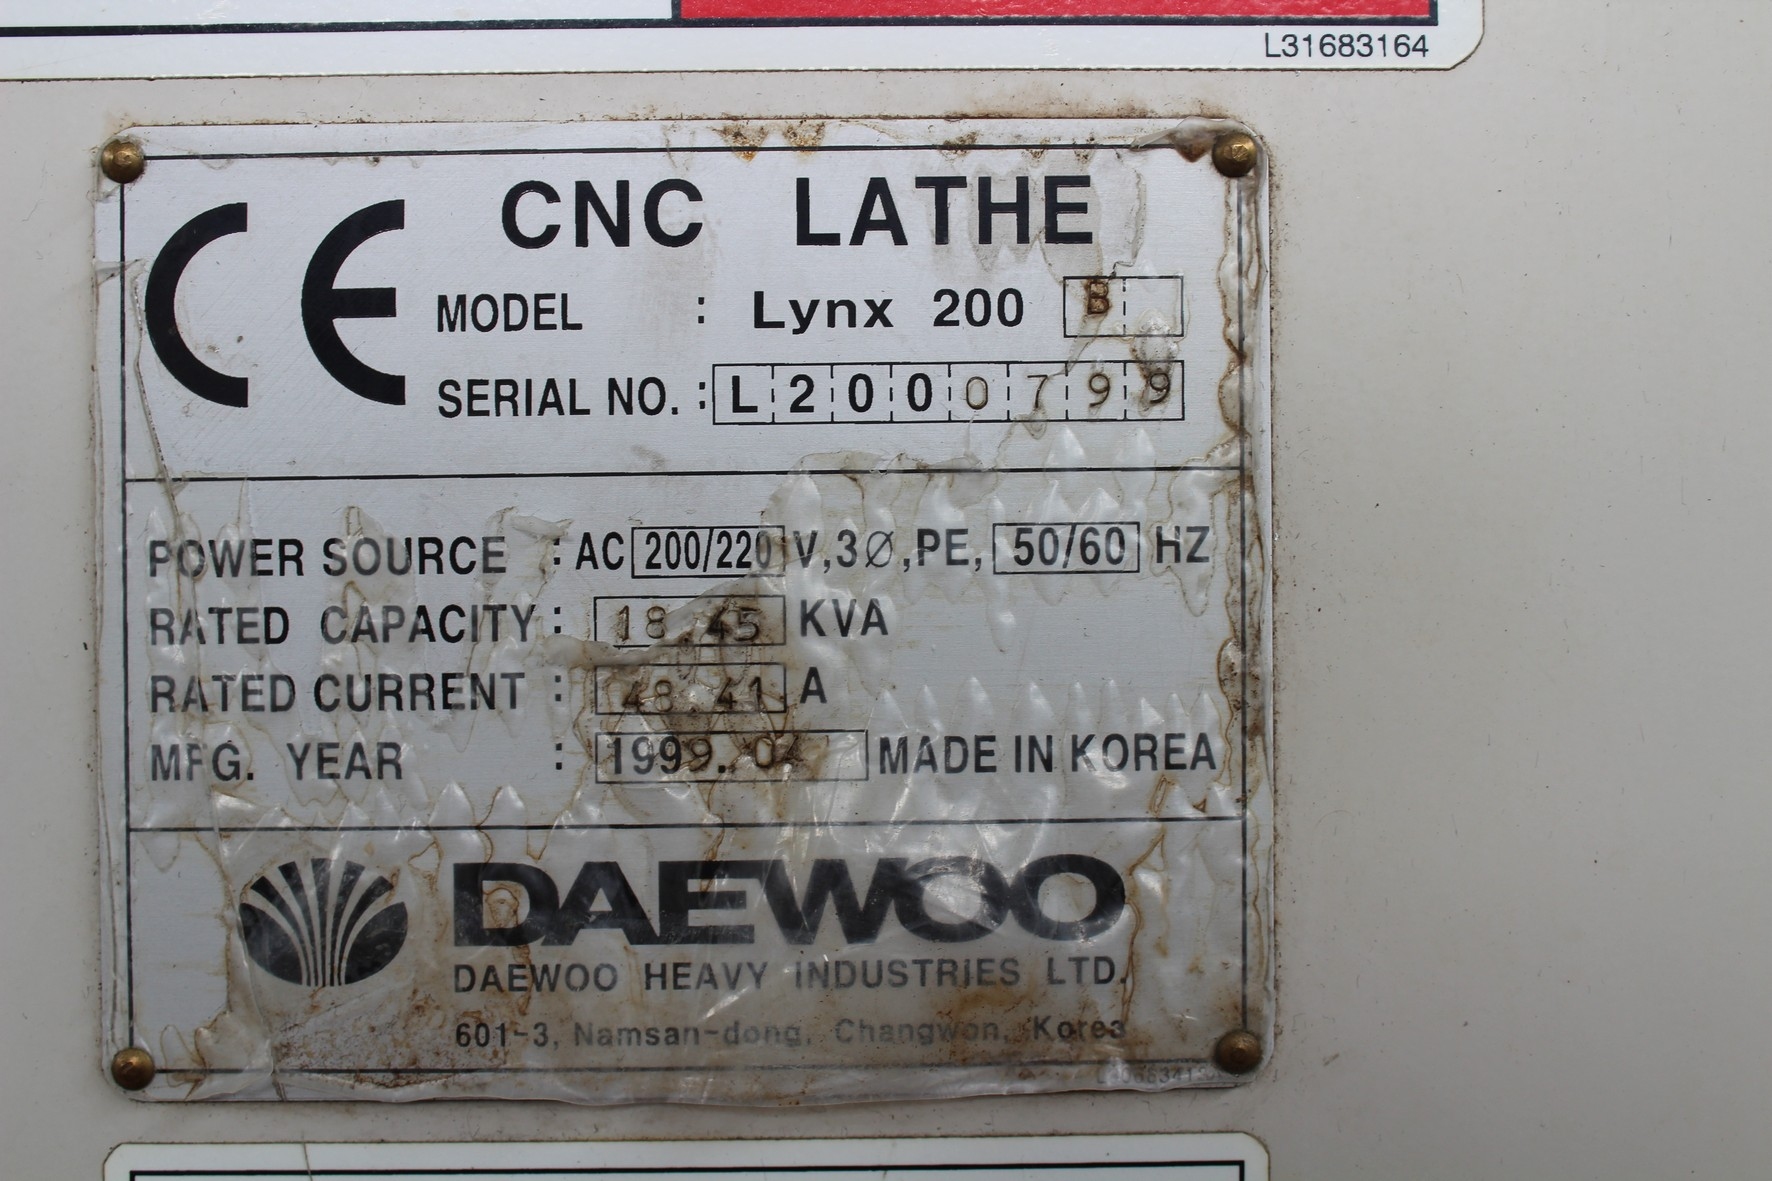 L31683164
CE
CNC LATHE
MODEL : Lynx 200 B
SERIAL NO. : L2000799
POWER SOURCE : AC 200/220 V, 3Ø, PE, 50/60 HZ
RATED CAPACITY : 18.45 KVA
RATED CURRENT : 48.41 A
MFG. YEAR : 1999.04 MADE IN KOREA
DAEWOO
DAEWOO HEAVY INDUSTRIES LTD.
601-3, Namsan-dong, Changwon, Korea